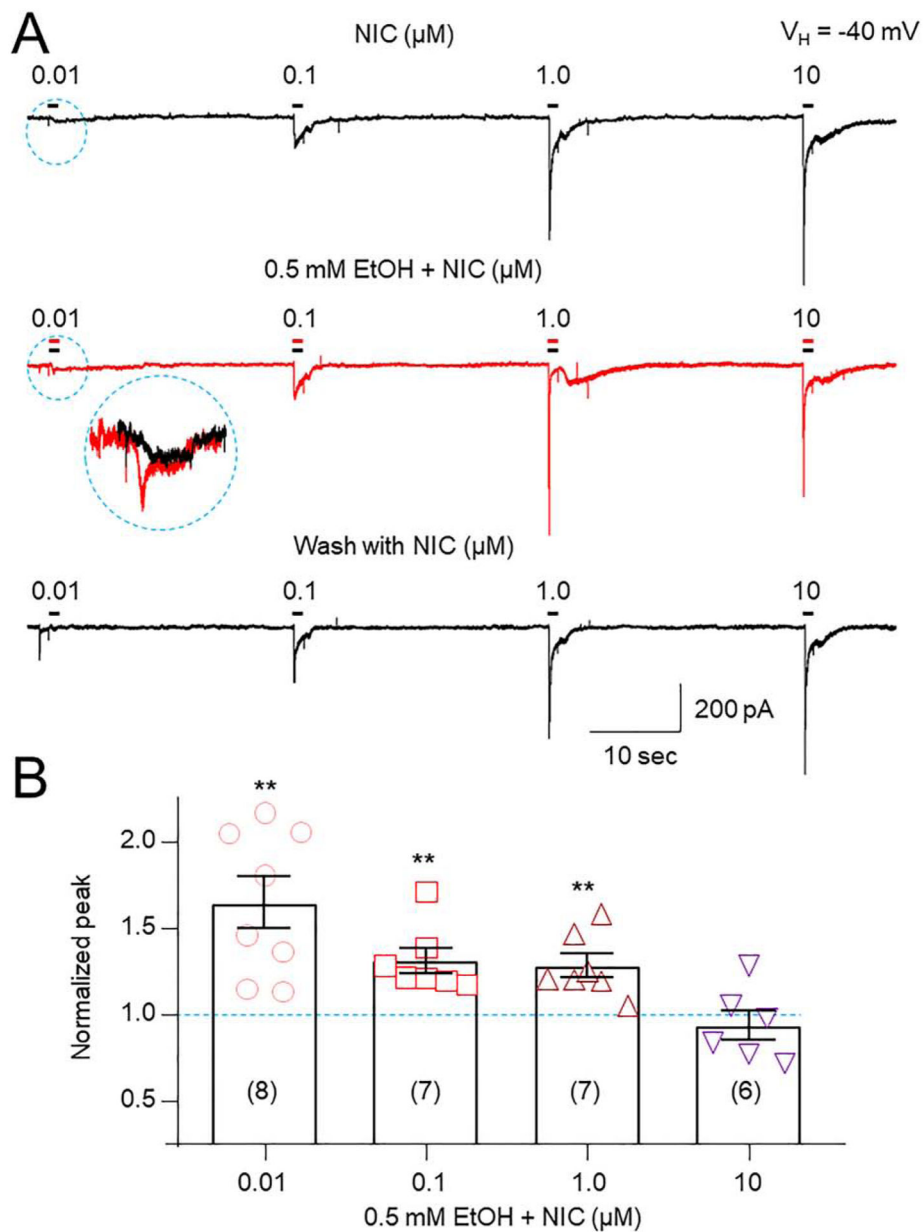 A
NIC (µM)
V_H = -40 mV
0.01 0.1 1.0 10
0.5 mM EtOH + NIC (µM)
0.01 0.1 1.0 10
Wash with NIC (µM)
0.01 0.1 1.0 10
200 pA
10 sec
B
Normalized peak
2.0
1.5
1.0
0.5
** ** **
(8) (7) (7) (6)
0.01 0.1 1.0 10
0.5 mM EtOH + NIC (µM)